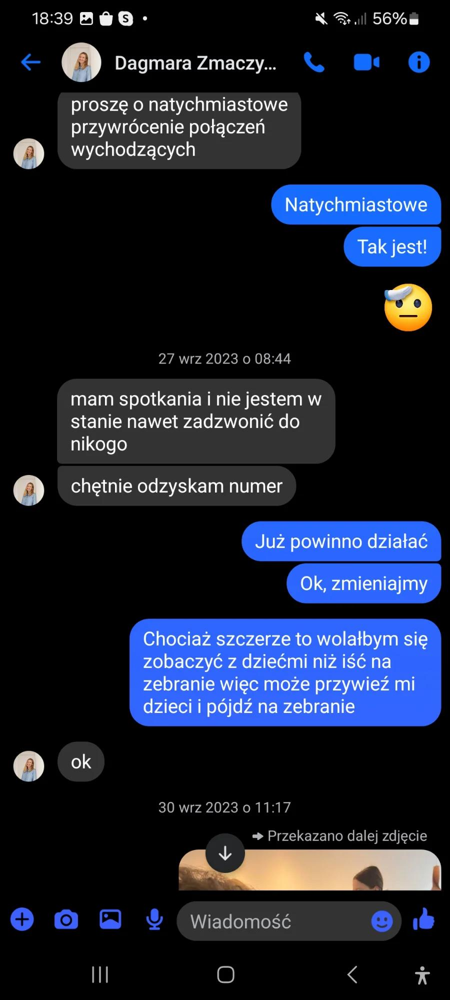 18:39
56%
Dagmara Zmaczy...
proszę o natychmiastowe
przywrócenie połączeń
wychodzących
Natychmiastowe
Tak jest!
27 wrz 2023 o 08:44
mam spotkania i nie jestem w
stanie nawet zadzwonić do
nikogo
chętnie odzyskam numer
Już powinno działać
Ok, zmieniajmy
Chociaż szczerze to wolałbym się
zobaczyć z dziećmi niż iść na
zebranie więc może przywieź mi
dzieci i pójdź na zebranie
ok
30 wrz 2023 o 11:17
Przekazano dalej zdjęcie
Wiadomość